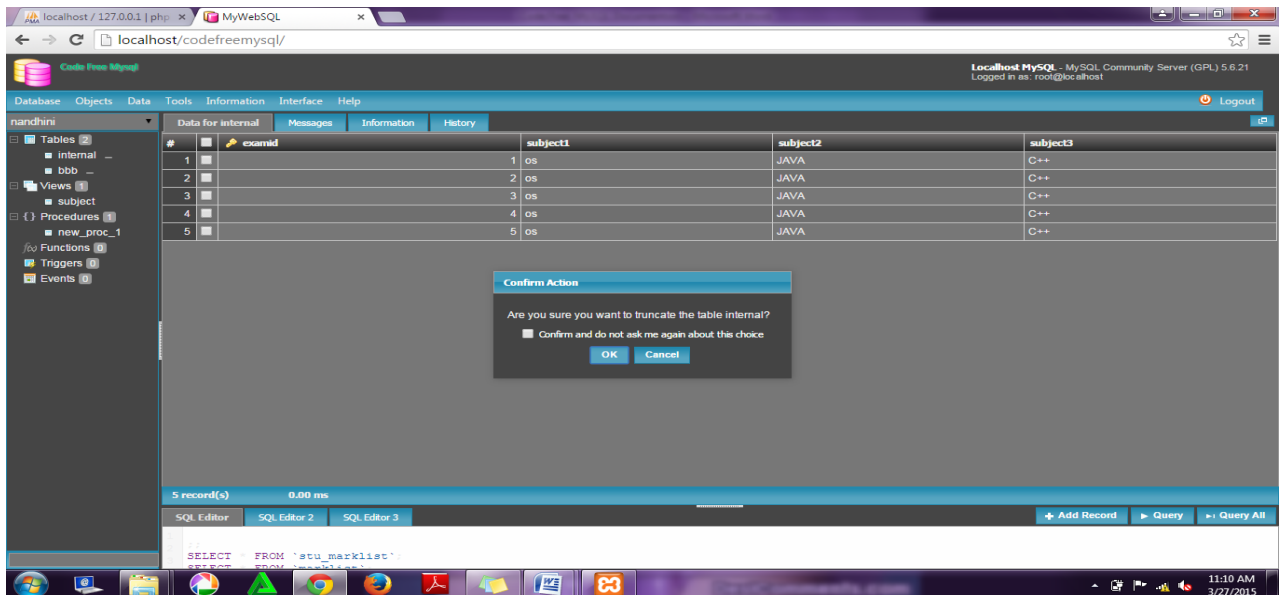 localhost / 127.0.0.1 | php
MyWebSQL
localhost/codefreemysql/
Code Free Mysql
Localhost MySQL - MySQL Community Server (GPL) 5.6.21
Logged in as: root@localhost
Database Objects Data Tools Information Interface Help
Logout
nandhini
Data for internal Messages Information History
Tables 2
internal
bbb
Views 1
subject
{} Procedures 1
new_proc_1
Functions 0
Triggers 0
Events 0
# examid subject1 subject2 subject3
1 1 os JAVA C++
2 2 os JAVA C++
3 3 os JAVA C++
4 4 os JAVA C++
5 5 os JAVA C++
Confirm Action
Are you sure you want to truncate the table internal?
Confirm and do not ask me again about this choice
OK Cancel
5 record(s) 0.00 ms
SQL Editor SQL Editor 2 SQL Editor 3
Add Record Query Query All
SELECT * FROM `stu_marklist`;
SELECT * FROM `marklist`
11:10 AM
3/27/2015